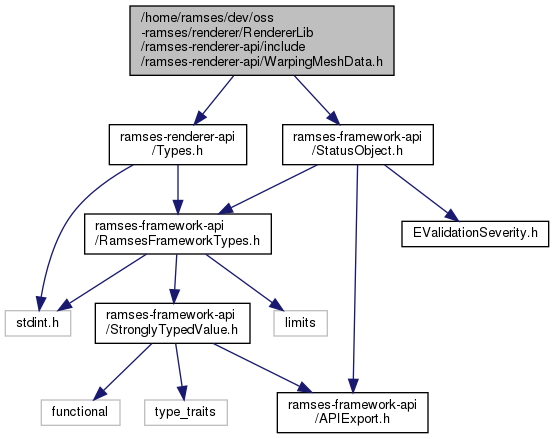 /home/ramses/dev/oss
-ramses/renderer/RendererLib
/ramses-renderer-api/include
/ramses-renderer-api/WarpingMeshData.h
ramses-renderer-api
/Types.h
ramses-framework-api
/StatusObject.h
ramses-framework-api
/RamsesFrameworkTypes.h
EValidationSeverity.h
stdint.h
ramses-framework-api
/StronglyTypedValue.h
limits
functional
type_traits
ramses-framework-api
/APIExport.h